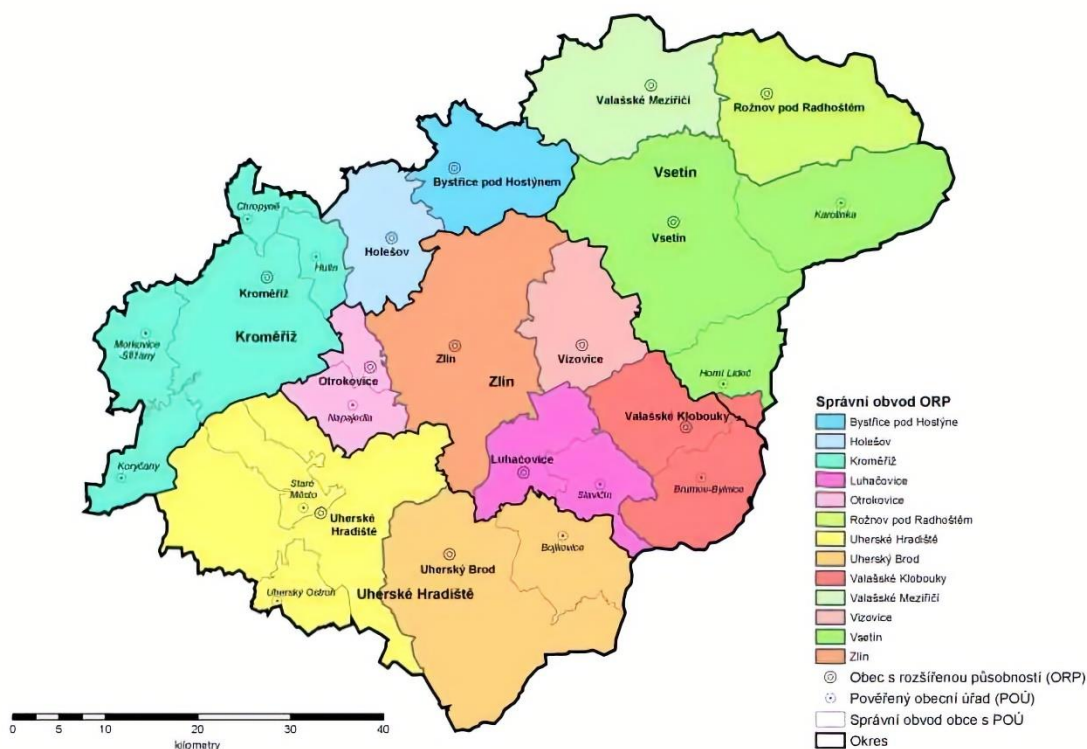 Valašské Meziříčí
Rožnov pod Radhoštěm
Bystřice pod Hostýnem
Vsetín
Chropyně
Karolinka
Vsetín
Holešov
Hulín
Kroměříž
Kroměříž
Morkovice
-Slížany
Zlín
Vizovice
Otrokovice
Zlín
Horní Lideč
Napajedla
Valašské Klobouky
Luhačovice
Koryčany
Staré
Město
Slavičín
Brumov-Bylnice
Uherské
Hradiště
Bojkovice
Uherský Brod
Uherský Ostroh
Uherské Hradiště
Správní obvod ORP
Bystřice pod Hostýne
Holešov
Kroměříž
Luhačovice
Otrokovice
Rožnov pod Radhoštěm
Uherské Hradiště
Uherský Brod
Valašské Klobouky
Valašské Meziříčí
Vizovice
Vsetín
Zlín
Obec s rozšířenou působností (ORP)
Pověřený obecní úřad (POÚ)
Správní obvod obce s POÚ
Okres
0 5 10 20 30 40
kilometry